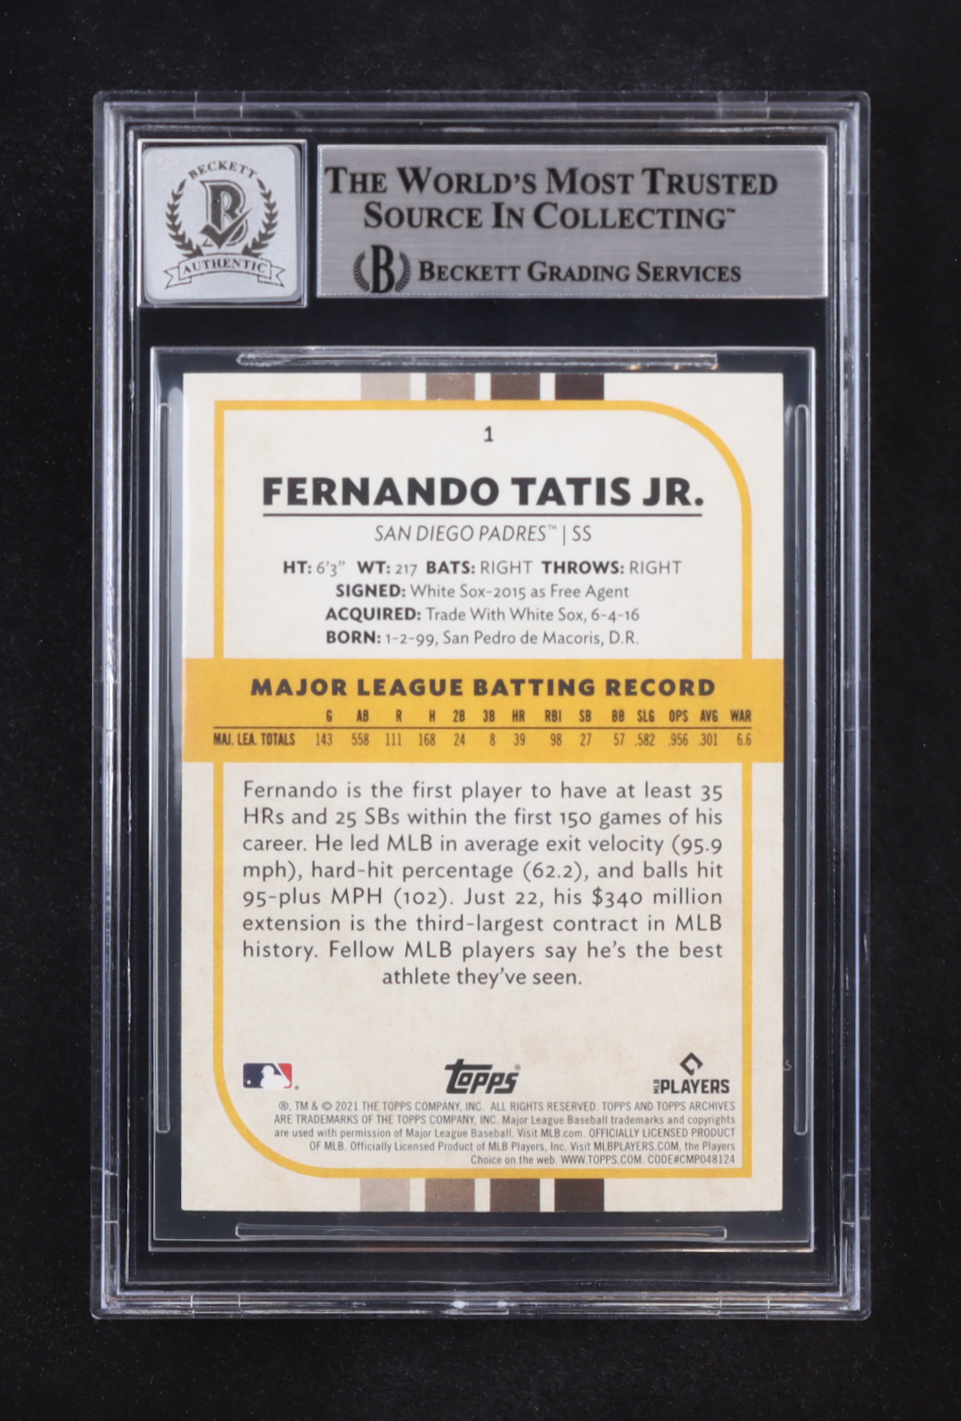 BECKETT
AUTHENTIC
THE WORLD'S MOST TRUSTED
SOURCE IN COLLECTING™
B BECKETT GRADING SERVICES
1
FERNANDO TATIS JR.
SAN DIEGO PADRES™ | SS
HT: 6'3" WT: 217 BATS: RIGHT THROWS: RIGHT
SIGNED: White Sox-2015 as Free Agent
ACQUIRED: Trade With White Sox, 6-4-16
BORN: 1-2-99, San Pedro de Macoris, D.R.
MAJOR LEAGUE BATTING RECORD
G AB R H 2B 3B HR RBI SB BB SLG OPS AVG WAR
MAJ. LEA. TOTALS 143 558 111 168 24 8 39 98 27 57 .582 .956 .301 6.6
Fernando is the first player to have at least 35
HRs and 25 SBs within the first 150 games of his
career. He led MLB in average exit velocity (95.9
mph), hard-hit percentage (62.2), and balls hit
95-plus MPH (102). Just 22, his $340 million
extension is the third-largest contract in MLB
history. Fellow MLB players say he's the best
athlete they've seen.
Topps®
MLB PLAYERS
®, TM & © 2021 THE TOPPS COMPANY, INC. ALL RIGHTS RESERVED. TOPPS AND TOPPS ARCHIVES
ARE TRADEMARKS OF THE TOPPS COMPANY, INC. Major League Baseball trademarks and copyrights
are used with permission of Major League Baseball. Visit MLB.com. OFFICIALLY LICENSED PRODUCT
OF MLB. Officially Licensed Product of MLB Players, Inc. Visit MLBPLAYERS.COM, the Players
Choice on the web. WWW.TOPPS.COM. CODE#CMP048124